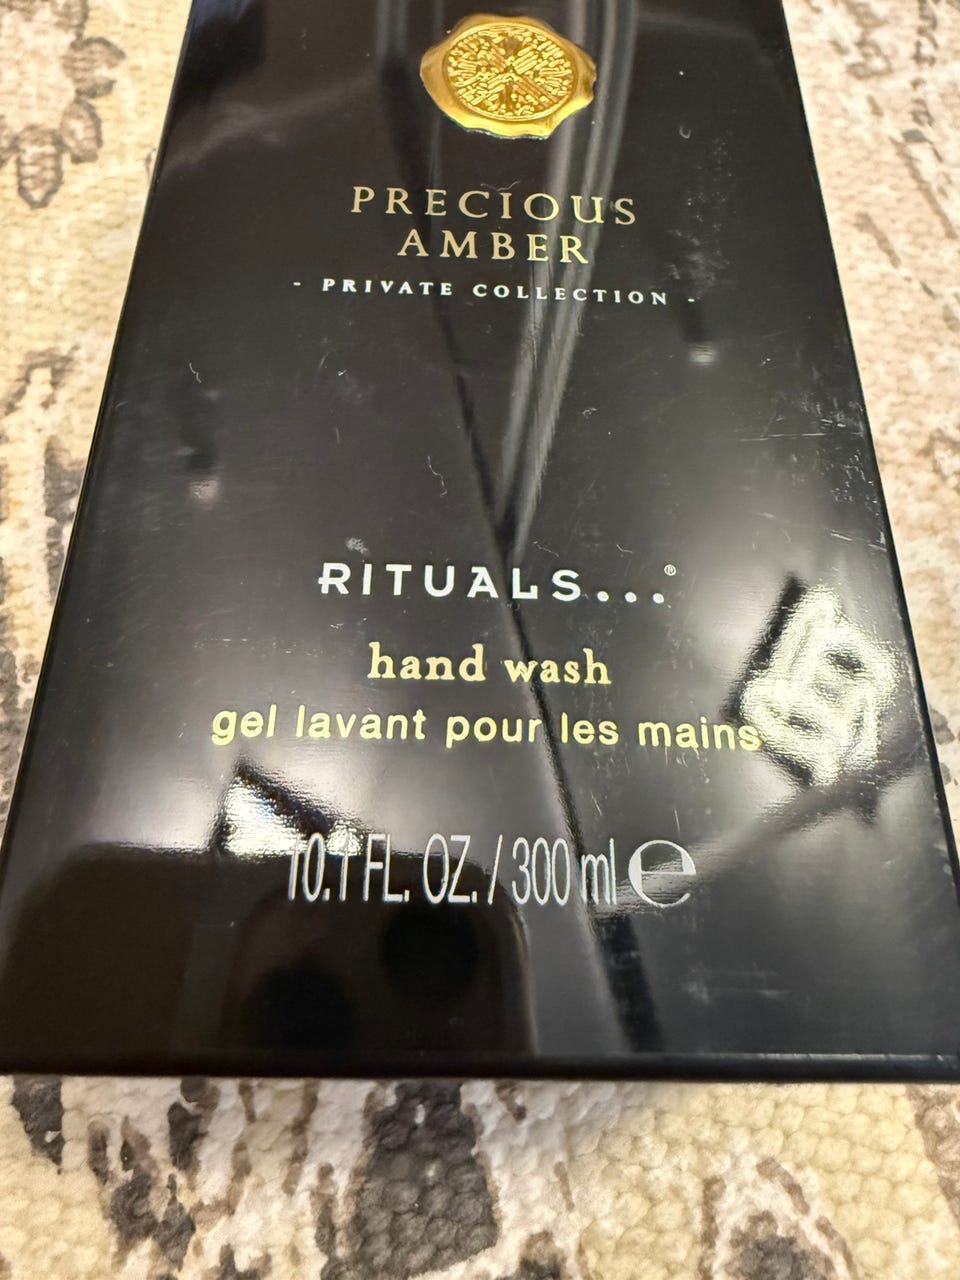 PRECIOUS
AMBER
- PRIVATE COLLECTION -
RITUALS...®
hand wash
gel lavant pour les mains
10.1 FL. OZ. / 300 ml e